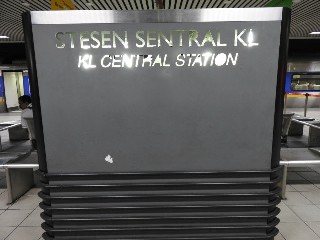 STESEN SENTRAL KL
KL CENTRAL STATION